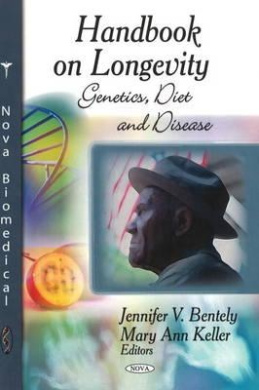 Handbook
on Longevity
Genetics, Diet
and Disease
Nova Biomedical
Jennifer V. Bentely
Mary Ann Keller
Editors
NOVA